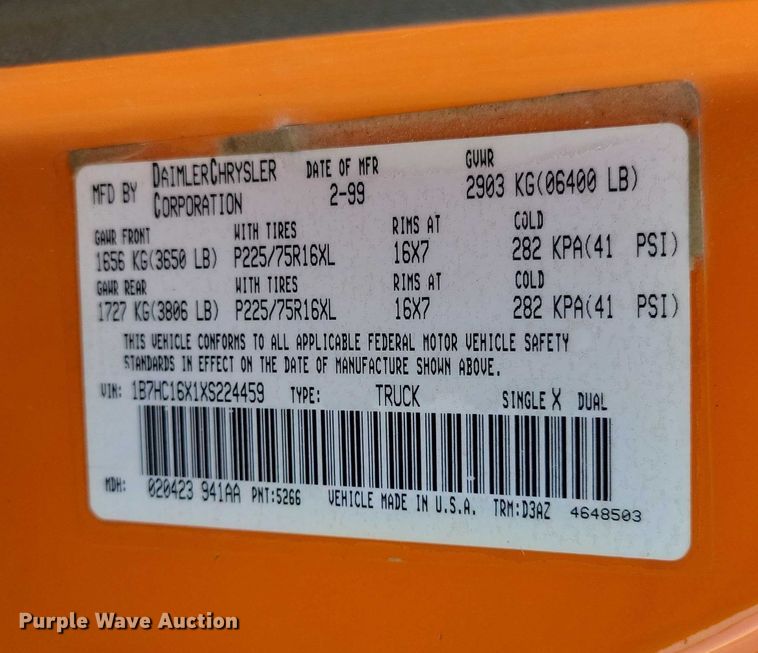 MFD BY DAIMLERCHRYSLER CORPORATION DATE OF MFR 2-99 GVWR 2903 KG(06400 LB)
GAWR FRONT WITH TIRES RIMS AT COLD
1656 KG(3650 LB) P225/75R16XL 16X7 282 KPA(41 PSI)
GAWR REAR WITH TIRES RIMS AT COLD
1727 KG(3806 LB) P225/75R16XL 16X7 282 KPA(41 PSI)
THIS VEHICLE CONFORMS TO ALL APPLICABLE FEDERAL MOTOR VEHICLE SAFETY
STANDARDS IN EFFECT ON THE DATE OF MANUFACTURE SHOWN ABOVE.
VIN: 1B7HC16X1XS224459 TYPE: TRUCK SINGLE X DUAL
MDH: 020423 941AA PNT:5266 VEHICLE MADE IN U.S.A. TRM:D3AZ 4648503
Purple Wave Auction